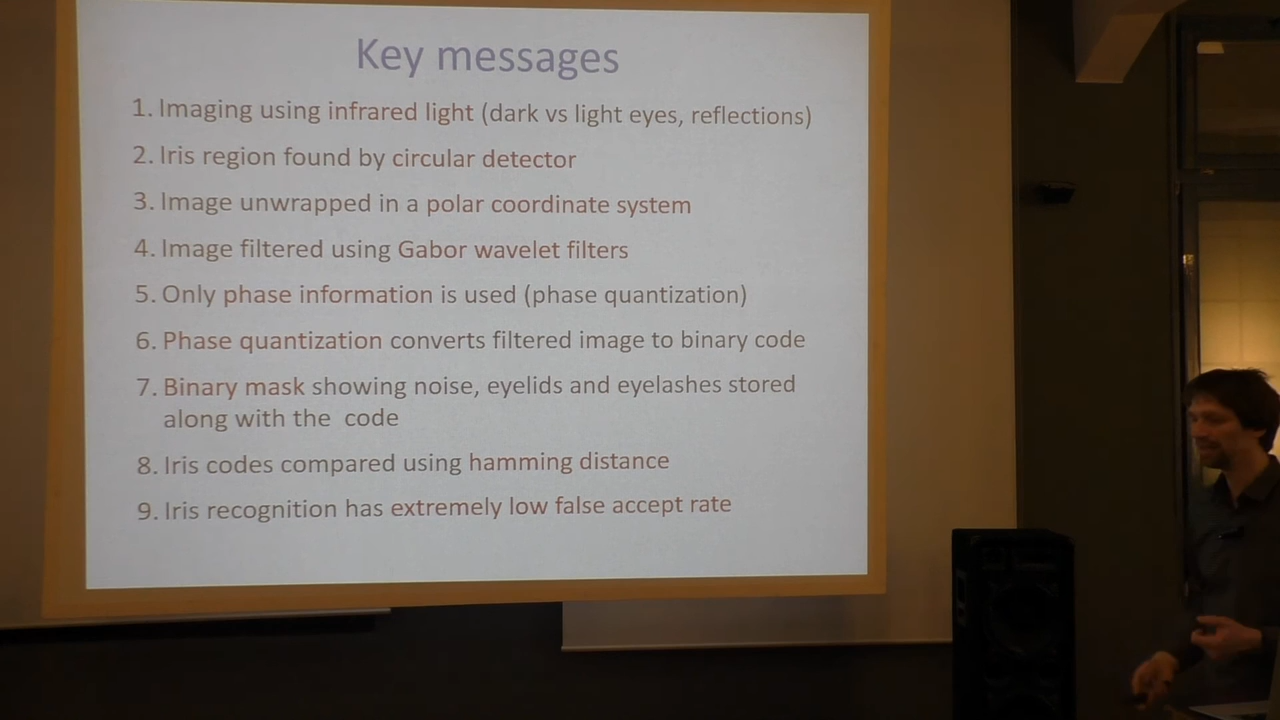 Key messages
1. Imaging using infrared light (dark vs light eyes, reflections)
2. Iris region found by circular detector
3. Image unwrapped in a polar coordinate system
4. Image filtered using Gabor wavelet filters
5. Only phase information is used (phase quantization)
6. Phase quantization converts filtered image to binary code
7. Binary mask showing noise, eyelids and eyelashes stored
along with the code
8. Iris codes compared using hamming distance
9. Iris recognition has extremely low false accept rate